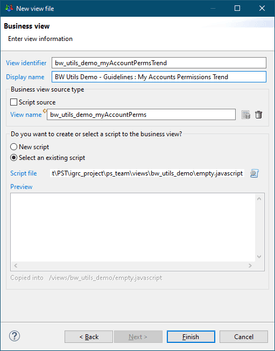 New view file
Business view
Enter view information
View identifier bw_utils_demo_myAccountPermsTrend
Display name BW Utils Demo - Guidelines : My Accounts Permissions Trend
Business view source type
Script source
View name bw_utils_demo_myAccountPerms
Do you want to create or select a script to the business view?
New script
Select an existing script
Script file t\PST\igrc_project\ps_team\views\bw_utils_demo\empty.javascript
Preview
Copied into /views/bw_utils_demo/empty.javascript
< Back Next > Finish Cancel